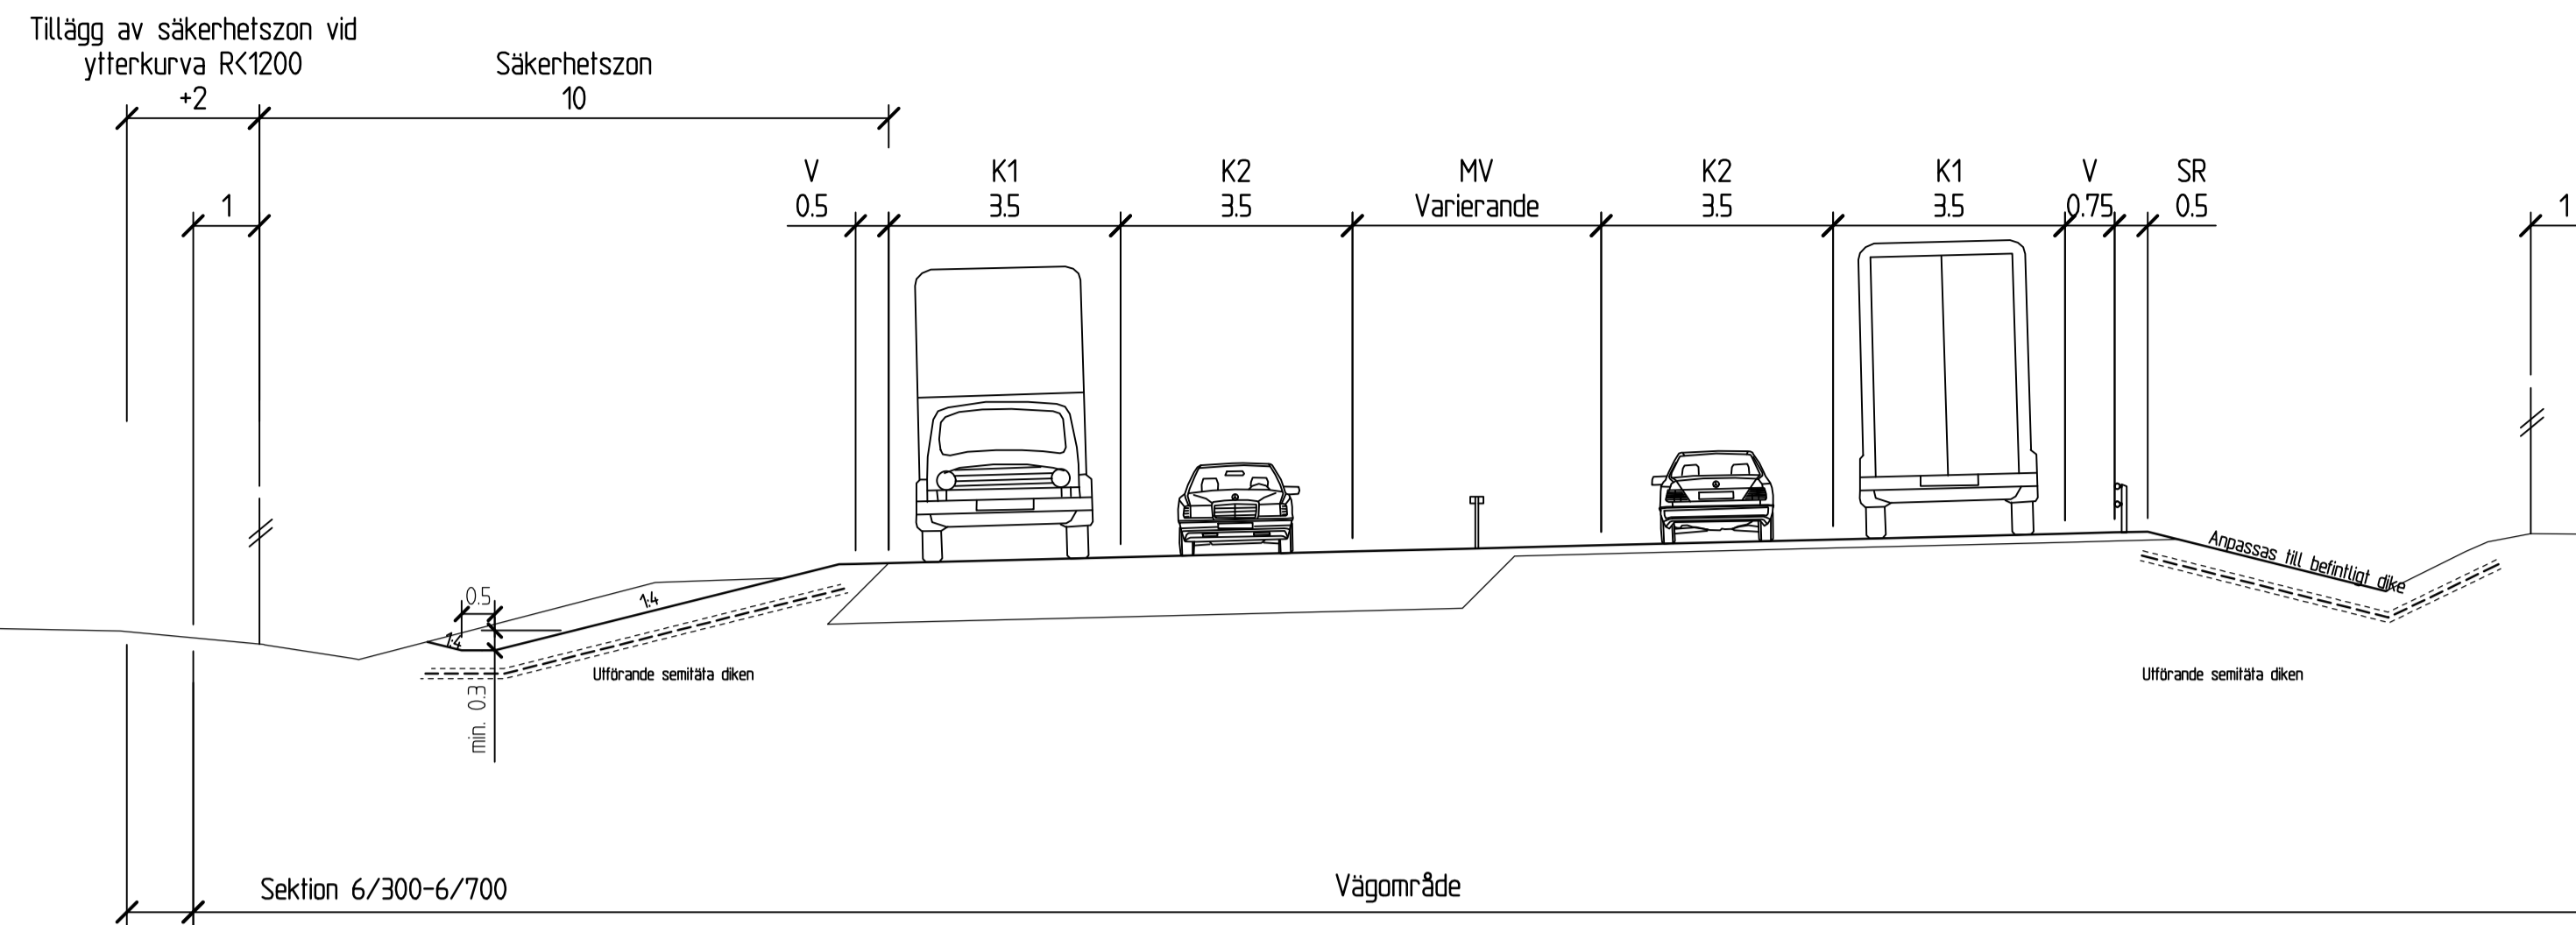 Tillägg av säkerhetszon vid
ytterkurva R<1200
+2
Säkerhetszon
10
1
V
0.5
K1
3.5
K2
3.5
MV
Varierande
K2
3.5
K1
3.5
V
0.75
SR
0.5
1
0.5
1:4
1:4
min. 0.3
Utförande semitäta diken
Anpassas till befintligt dike
Utförande semitäta diken
Sektion 6/300-6/700
Vägområde